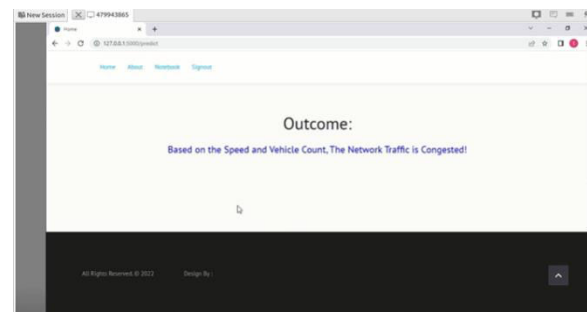 New Session
479943865
Home
127.0.0.1:5000/predict
Home About Notebook Signout
Outcome:
Based on the Speed and Vehicle Count, The Network Traffic is Congested!
All Rights Reserved. © 2022 Design By :